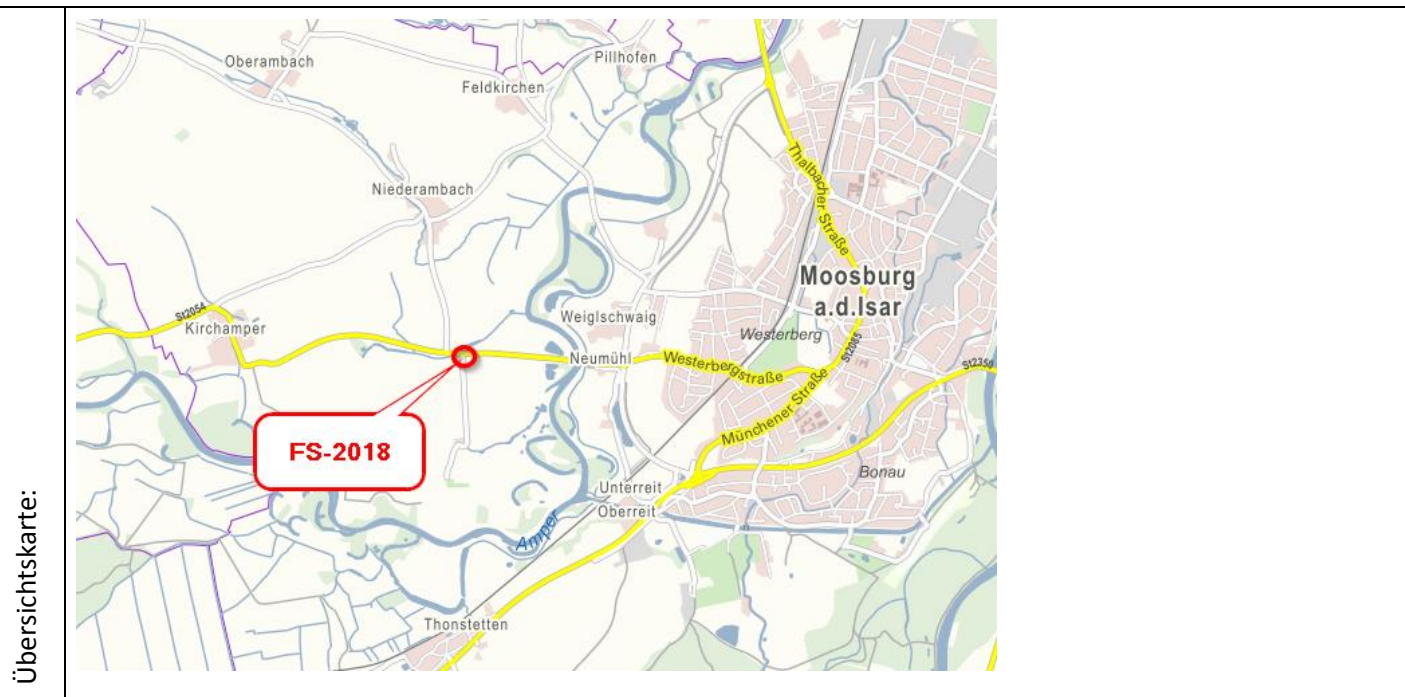 Übersichtskarte:
Oberambach
Pillhofen
Feldkirchen
Niederambach
Thalbacher Straße
Moosburg
a.d.Isar
St2054
Kirchamper
Weiglschwaig
Westerberg
St2085
Neumühl
Westerbergstraße
St2350
Münchener Straße
FS-2018
Bonau
Unterreit
Oberreit
Amper
Thonstetten